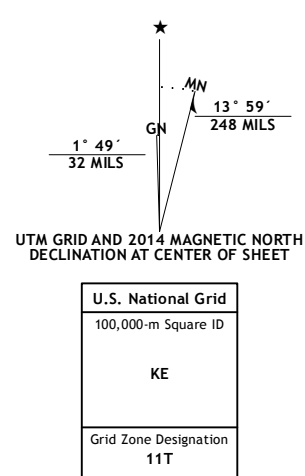 ★
MN
GN
13° 59´
248 MILS
1° 49´
32 MILS
UTM GRID AND 2014 MAGNETIC NORTH
DECLINATION AT CENTER OF SHEET
U.S. National Grid
100,000-m Square ID
KE
Grid Zone Designation
11T